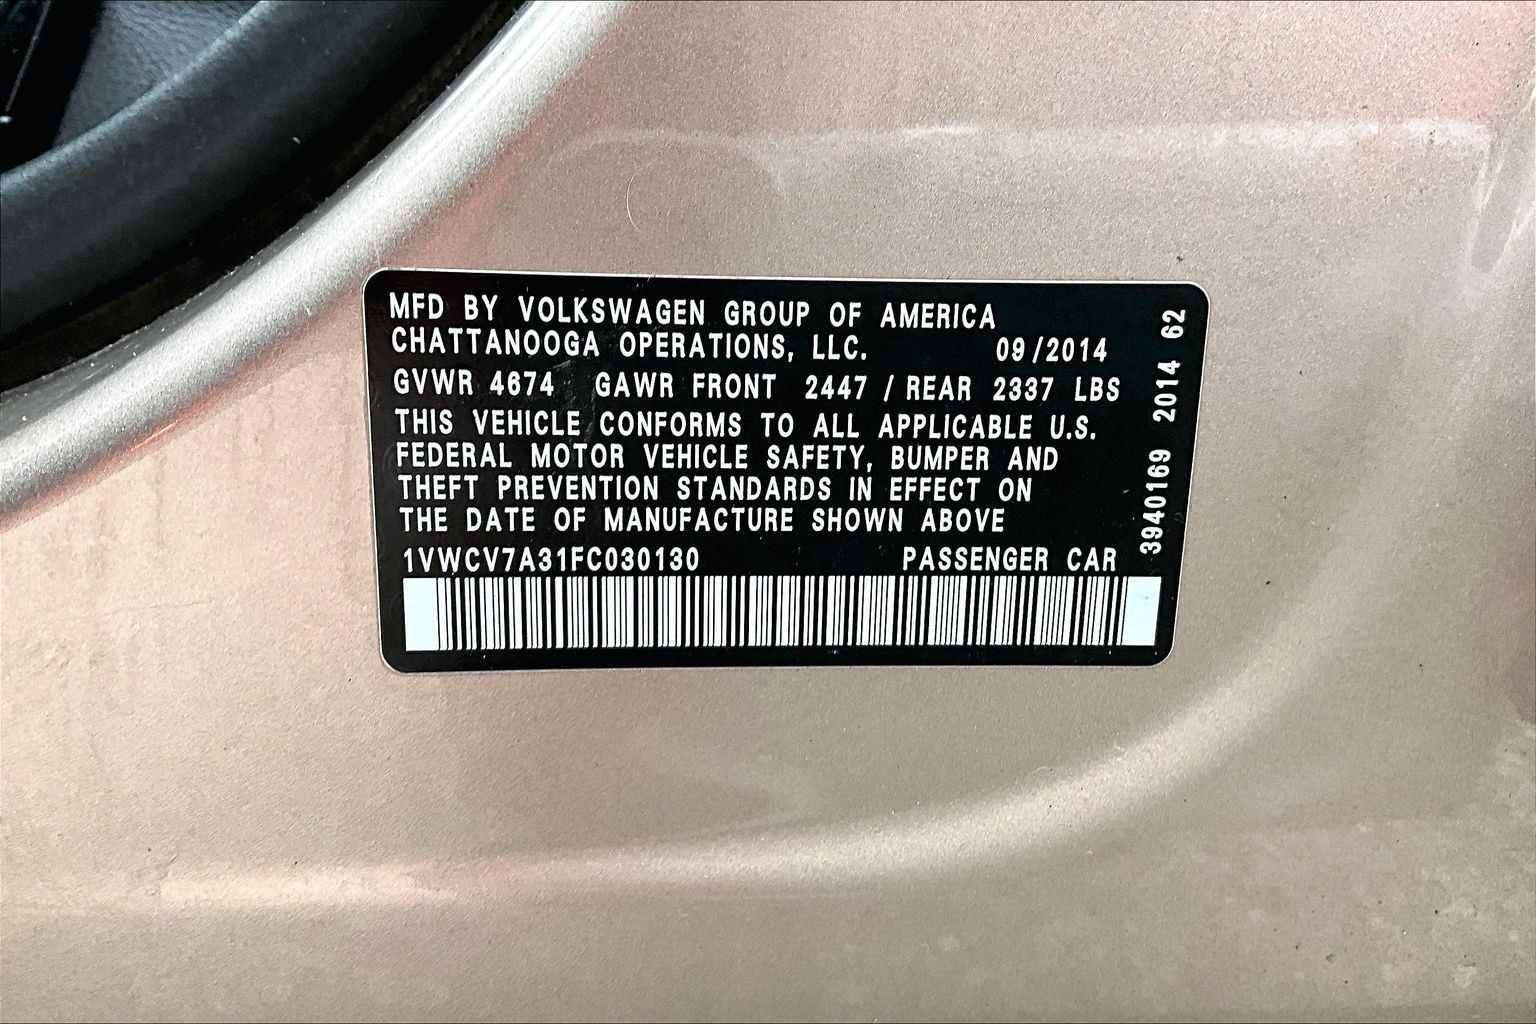 MFD BY VOLKSWAGEN GROUP OF AMERICA
CHATTANOOGA OPERATIONS, LLC. 09/2014
GVWR 4674 GAWR FRONT 2447 / REAR 2337 LBS
THIS VEHICLE CONFORMS TO ALL APPLICABLE U.S.
FEDERAL MOTOR VEHICLE SAFETY, BUMPER AND
THEFT PREVENTION STANDARDS IN EFFECT ON
THE DATE OF MANUFACTURE SHOWN ABOVE
1VWCV7A31FC030130 PASSENGER CAR
3940169 2014 62